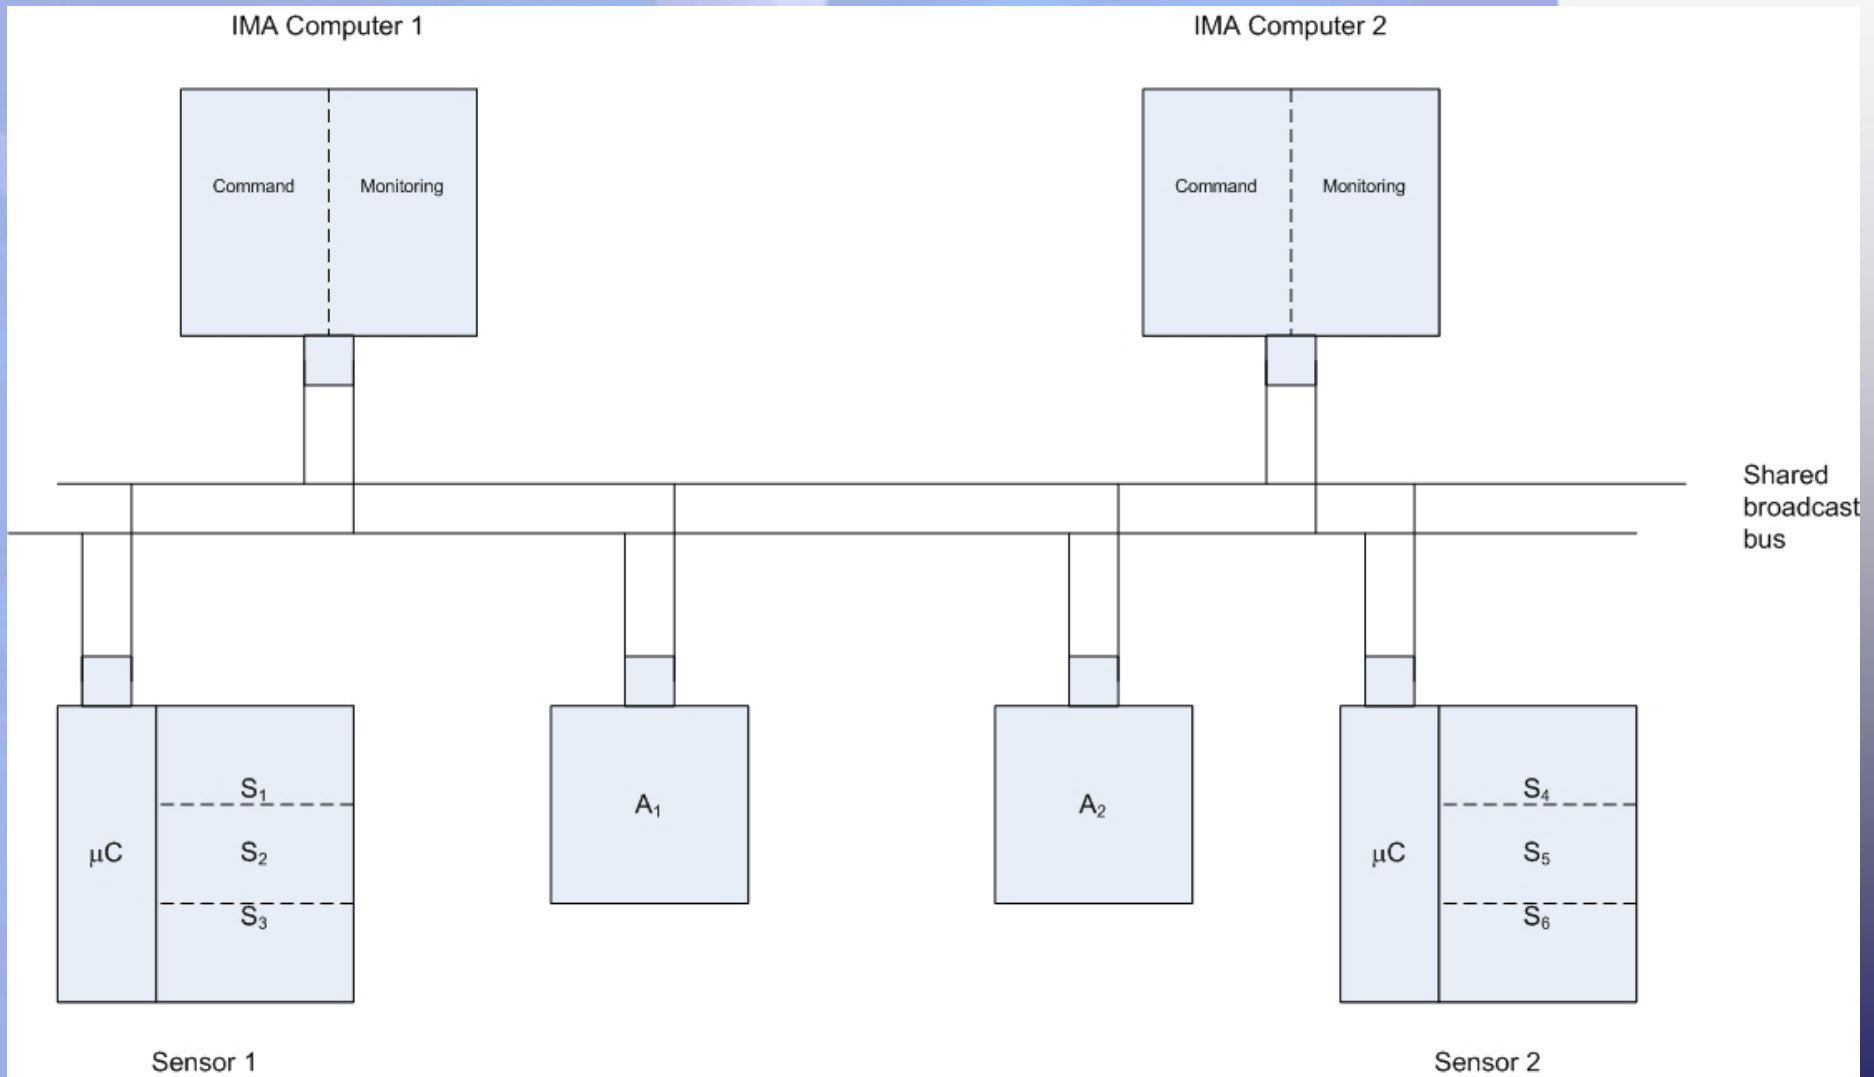 IMA Computer 1
IMA Computer 2
Command
Monitoring
Command
Monitoring
Shared
broadcast
bus
S₁
S₂
S₃
μC
A₁
A₂
μC
S₄
S₅
S₆
Sensor 1
Sensor 2